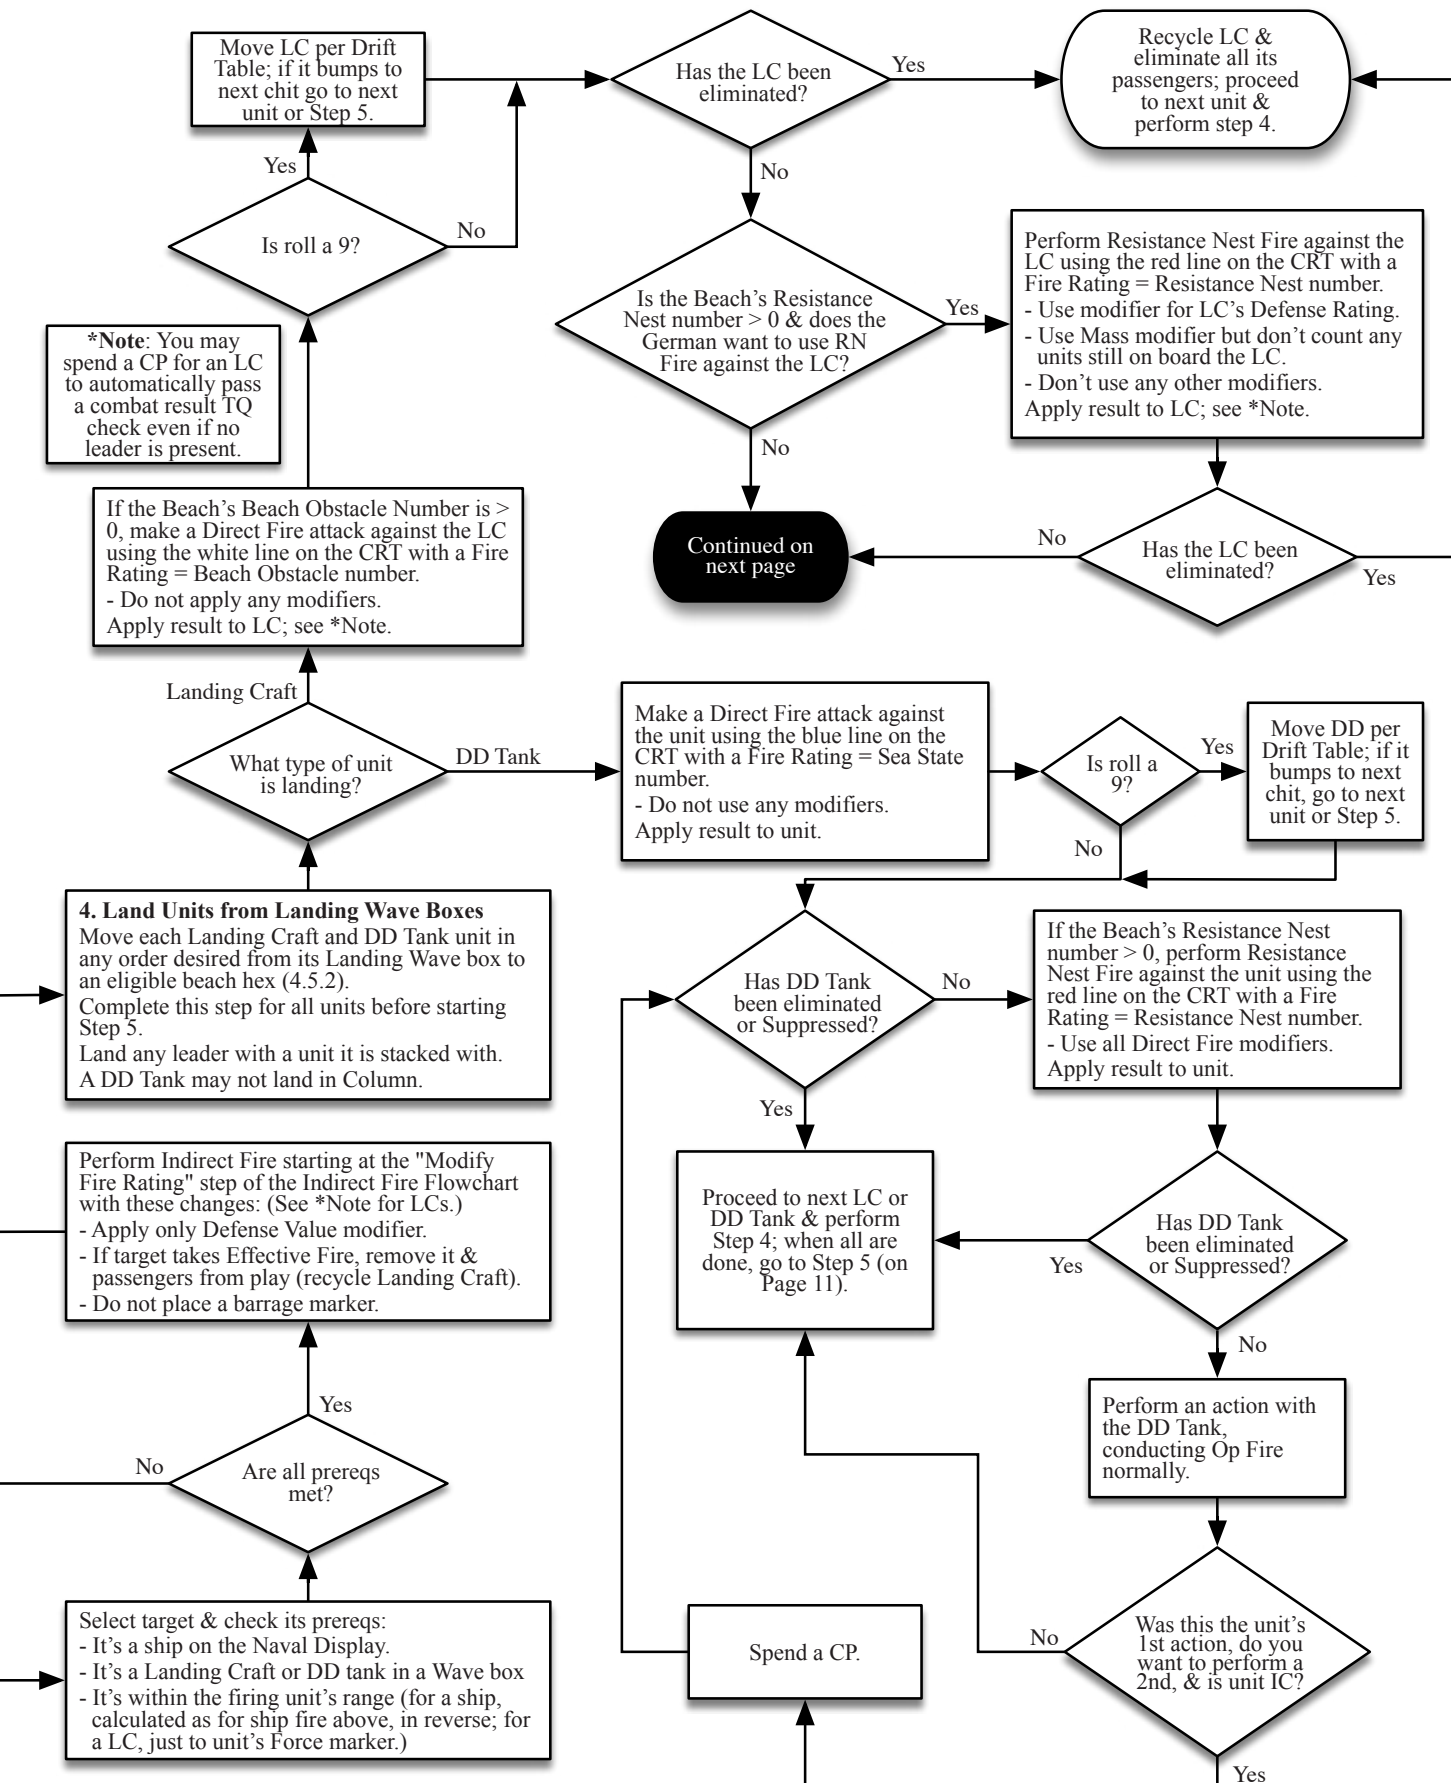 Move LC per Drift
Table; if it bumps to
next chit go to next
unit or Step 5.
Has the LC been
eliminated?
Yes
Recycle LC &
eliminate all its
passengers; proceed
to next unit &
perform step 4.
Yes
No
Is roll a 9?
No
Is the Beach's Resistance
Nest number > 0 & does the
German want to use RN
Fire against the LC?
Yes
Perform Resistance Nest Fire against the
LC using the red line on the CRT with a
Fire Rating = Resistance Nest number.
- Use modifier for LC's Defense Rating.
- Use Mass modifier but don't count any
units still on board the LC.
- Don't use any other modifiers.
Apply result to LC; see *Note.
*Note: You may
spend a CP for an LC
to automatically pass
a combat result TQ
check even if no
leader is present.
No
If the Beach's Beach Obstacle Number is >
0, make a Direct Fire attack against the LC
using the white line on the CRT with a Fire
Rating = Beach Obstacle number.
- Do not apply any modifiers.
Apply result to LC; see *Note.
Continued on
next page
No
Has the LC been
eliminated?
Yes
Landing Craft
What type of unit
is landing?
DD Tank
Make a Direct Fire attack against
the unit using the blue line on the
CRT with a Fire Rating = Sea State
number.
- Do not use any modifiers.
Apply result to unit.
Is roll a
9?
Yes
Move DD per
Drift Table; if it
bumps to next
chit, go to next
unit or Step 5.
No
4. Land Units from Landing Wave Boxes
Move each Landing Craft and DD Tank unit in
any order desired from its Landing Wave box to
an eligible beach hex (4.5.2).
Complete this step for all units before starting
Step 5.
Land any leader with a unit it is stacked with.
A DD Tank may not land in Column.
Has DD Tank
been eliminated
or Suppressed?
No
If the Beach's Resistance Nest
number > 0, perform Resistance
Nest Fire against the unit using the
red line on the CRT with a Fire
Rating = Resistance Nest number.
- Use all Direct Fire modifiers.
Apply result to unit.
Yes
Perform Indirect Fire starting at the "Modify
Fire Rating" step of the Indirect Fire Flowchart
with these changes: (See *Note for LCs.)
- Apply only Defense Value modifier.
- If target takes Effective Fire, remove it &
passengers from play (recycle Landing Craft).
- Do not place a barrage marker.
Proceed to next LC or
DD Tank & perform
Step 4; when all are
done, go to Step 5 (on
Page 11).
Yes
Has DD Tank
been eliminated
or Suppressed?
No
Yes
No
Are all prereqs
met?
Perform an action with
the DD Tank,
conducting Op Fire
normally.
Select target & check its prereqs:
- It's a ship on the Naval Display.
- It's a Landing Craft or DD tank in a Wave box
- It's within the firing unit's range (for a ship,
calculated as for ship fire above, in reverse; for
a LC, just to unit's Force marker.)
Spend a CP.
No
Was this the unit's
1st action, do you
want to perform a
2nd, & is unit IC?
Yes